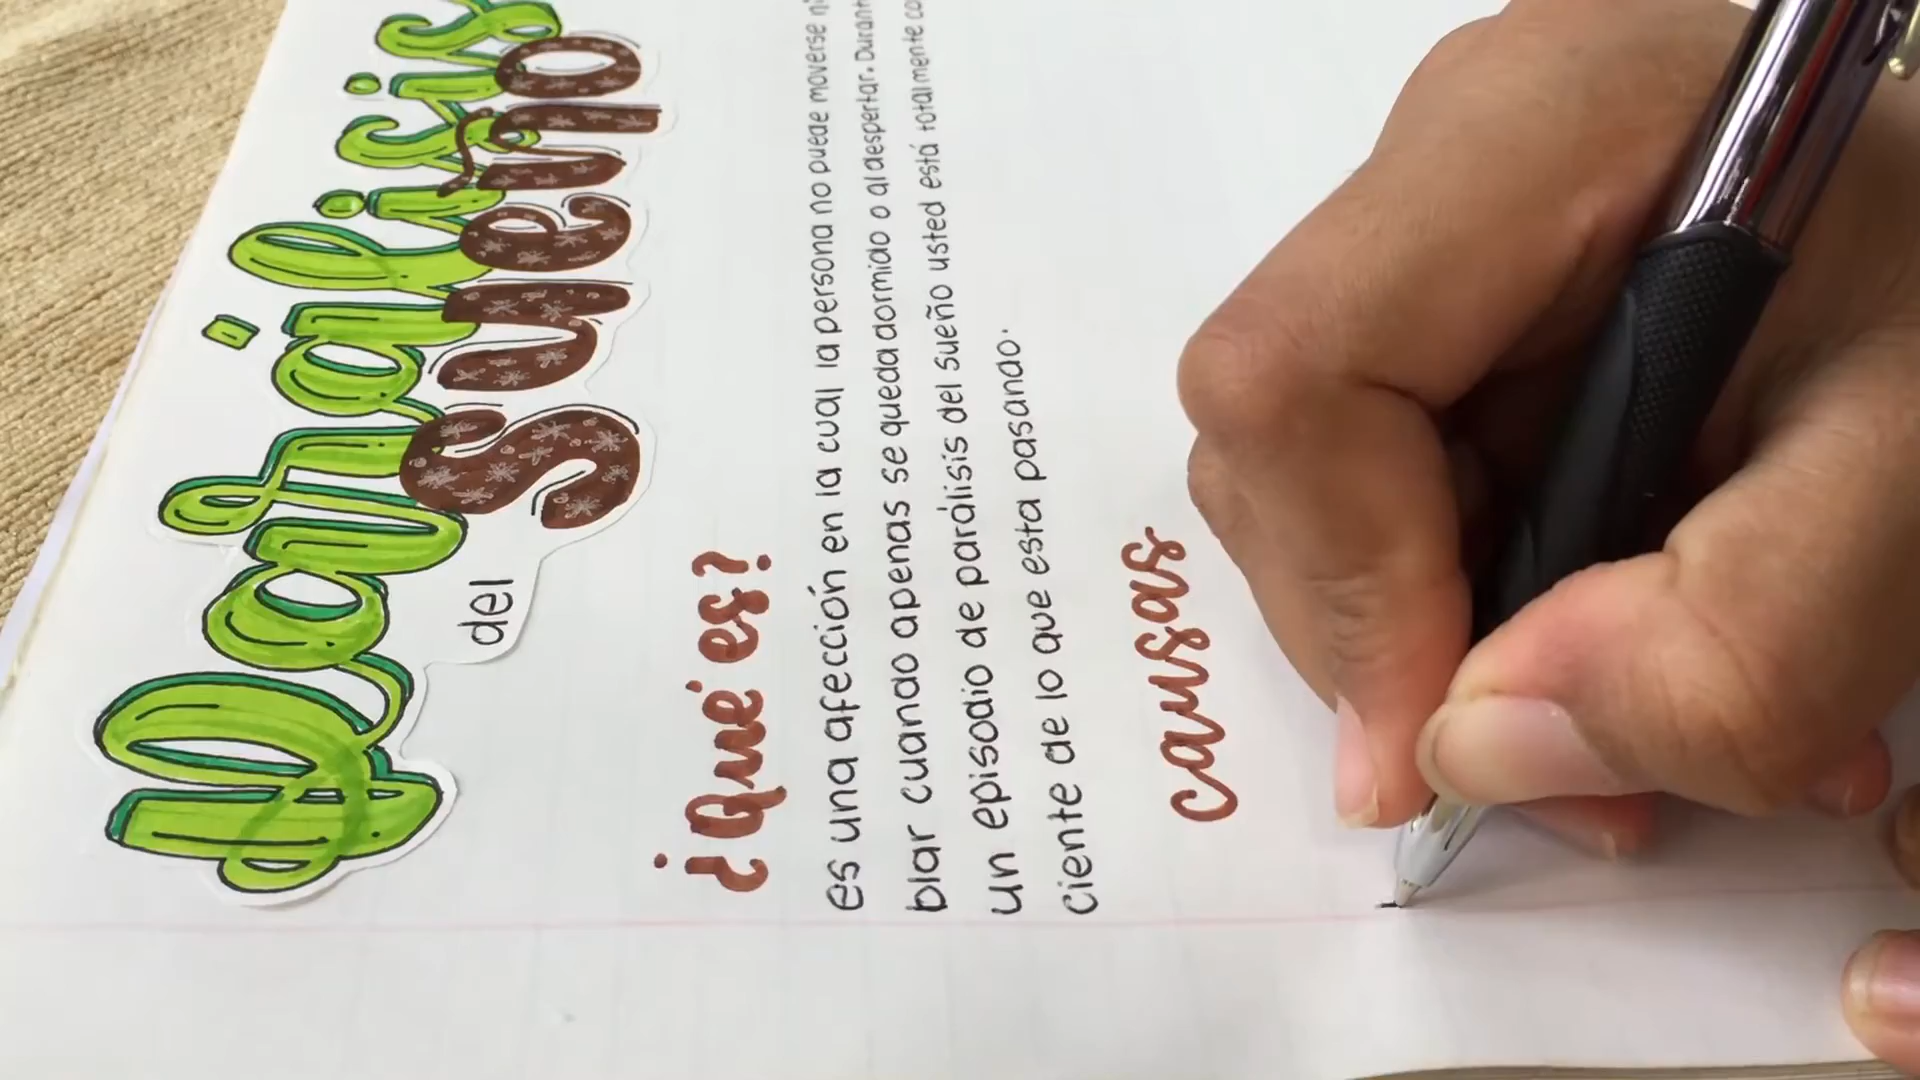 Parálisis
del
Sueño
¿Qué es?
es una afección en la cual la persona no puede moverse ni
blar cuando apenas se queda dormido o al despertar. Durant
un episodio de parálisis del sueño usted está totalmente co
ciente de lo que esta pasando.
causas